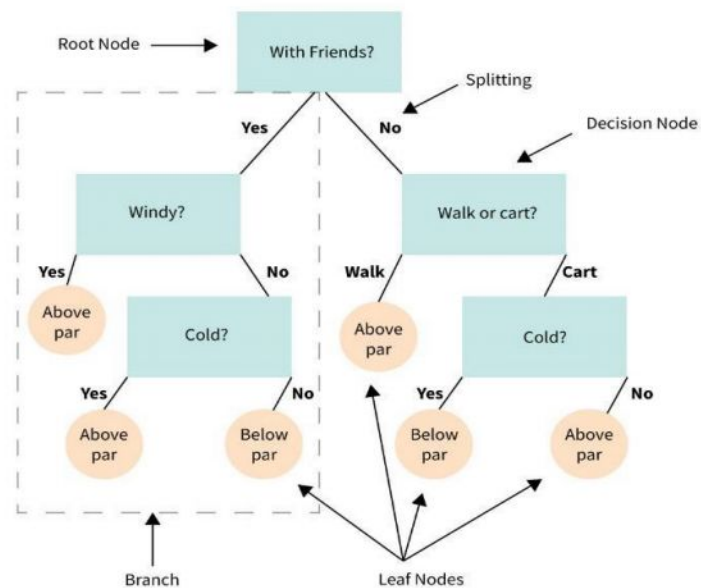 Root Node
With Friends?
Splitting
Yes
No
Decision Node
Windy?
Walk or cart?
Yes
No
Walk
Cart
Above
par
Cold?
Above
par
Cold?
Yes
No
Yes
No
Above
par
Below
par
Below
par
Above
par
Branch
Leaf Nodes